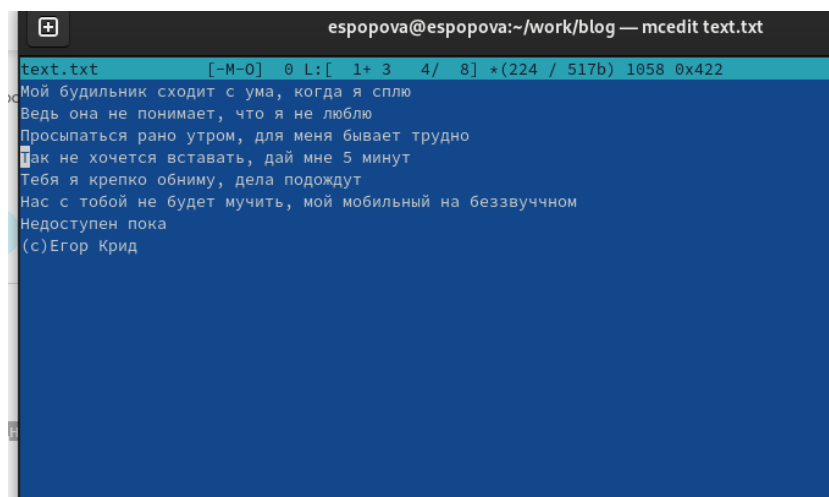 espopova@espopova:~/work/blog — mcedit text.txt
text.txt [-M-O] 0 L:[ 1+ 3 4/ 8] *(224 / 517b) 1058 0x422
Мой будильник сходит с ума, когда я сплю
Ведь она не понимает, что я не люблю
Просыпаться рано утром, для меня бывает трудно
Так не хочется вставать, дай мне 5 минут
Тебя я крепко обниму, дела подождут
Нас с тобой не будет мучить, мой мобильный на беззвуччном
Недоступен пока
(с)Егор Крид